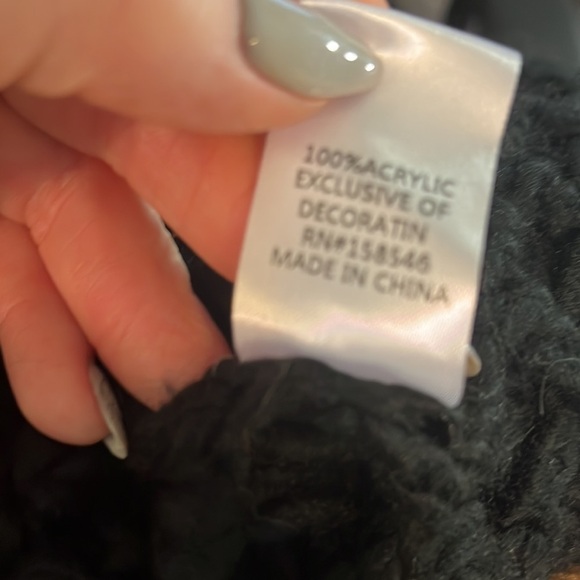 100%ACRYLIC
EXCLUSIVE OF
DECORATIN
RN#158546
MADE IN CHINA